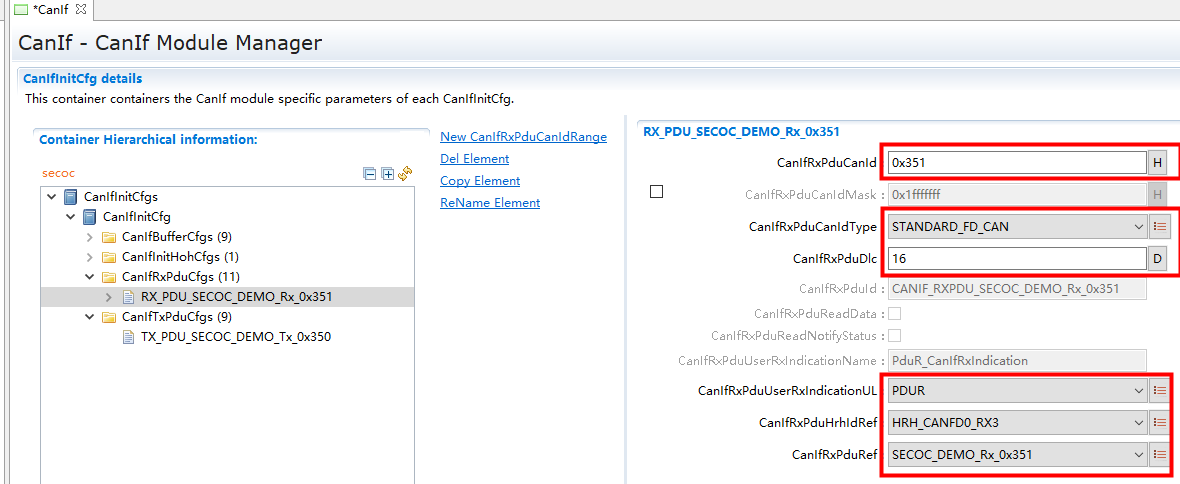 *CanIf
CanIf - CanIf Module Manager
CanIfInitCfg details
This container containers the CanIf module specific parameters of each CanIfInitCfg.
Container Hierarchical information:
secoc
CanIfInitCfgs
CanIfInitCfg
CanIfBufferCfgs (9)
CanIfInitHohCfgs (1)
CanIfRxPduCfgs (11)
RX_PDU_SECOC_DEMO_Rx_0x351
CanIfTxPduCfgs (9)
TX_PDU_SECOC_DEMO_Tx_0x350
New CanIfRxPduCanIdRange
Del Element
Copy Element
ReName Element
RX_PDU_SECOC_DEMO_Rx_0x351
CanIfRxPduCanId : 0x351 H
CanIfRxPduCanIdMask : 0x1fffffff H
CanIfRxPduCanIdType : STANDARD_FD_CAN
CanIfRxPduDlc : 16 D
CanIfRxPduId : CANIF_RXPDU_SECOC_DEMO_Rx_0x351
CanIfRxPduReadData :
CanIfRxPduReadNotifyStatus :
CanIfRxPduUserRxIndicationName : PduR_CanIfRxIndication
CanIfRxPduUserRxIndicationUL : PDUR
CanIfRxPduHrhIdRef : HRH_CANFD0_RX3
CanIfRxPduRef : SECOC_DEMO_Rx_0x351